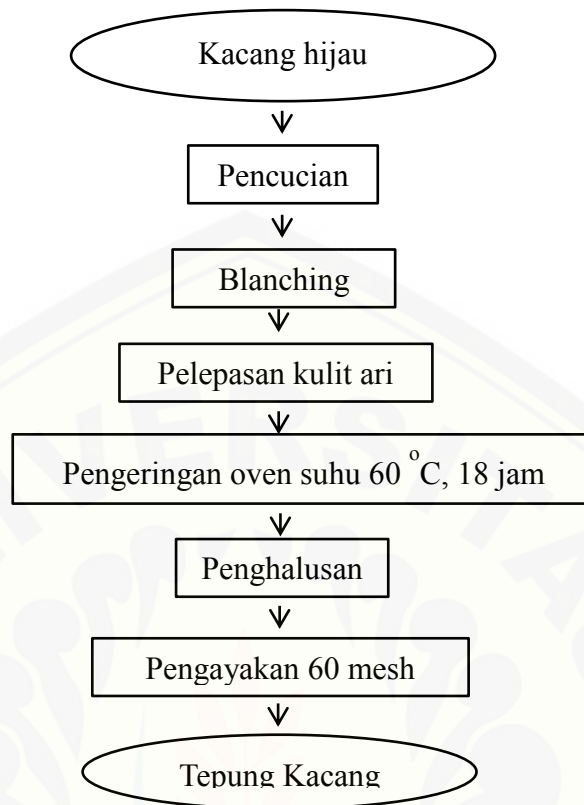 Kacang hijau
Pencucian
Blanching
Pelepasan kulit ari
Pengeringan oven suhu 60 °C, 18 jam
Penghalusan
Pengayakan 60 mesh
Tepung Kacang